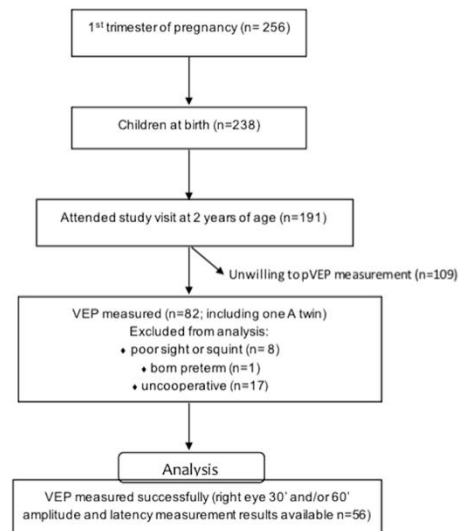 1st trimester of pregnancy (n= 256)
Children at birth (n=238)
Attended study visit at 2 years of age (n=191)
Unwilling to pVEP measurement (n=109)
VEP measured (n=82; including one A twin)
Excluded from analysis:
♦ poor sight or squint (n= 8)
♦ born preterm (n=1)
♦ uncooperative (n=17)
Analysis
VEP measured successfully (right eye 30' and/or 60'
amplitude and latency measurement results available n=56)